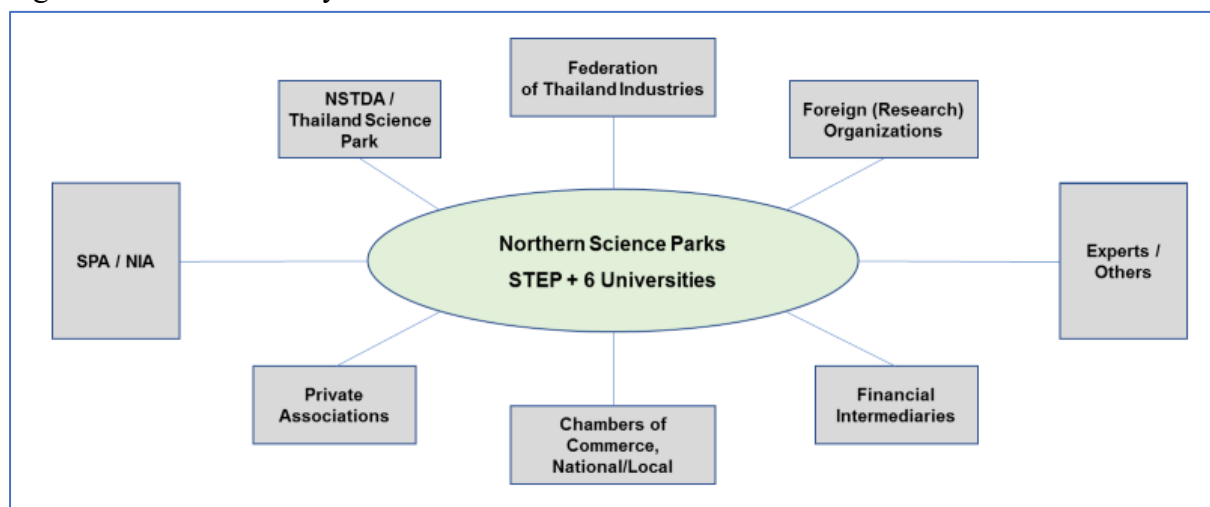 Federation
of Thailand Industries
NSTDA /
Thailand Science
Park
Foreign (Research)
Organizations
SPA / NIA
Northern Science Parks
STEP + 6 Universities
Experts /
Others
Private
Associations
Chambers of
Commerce,
National/Local
Financial
Intermediaries